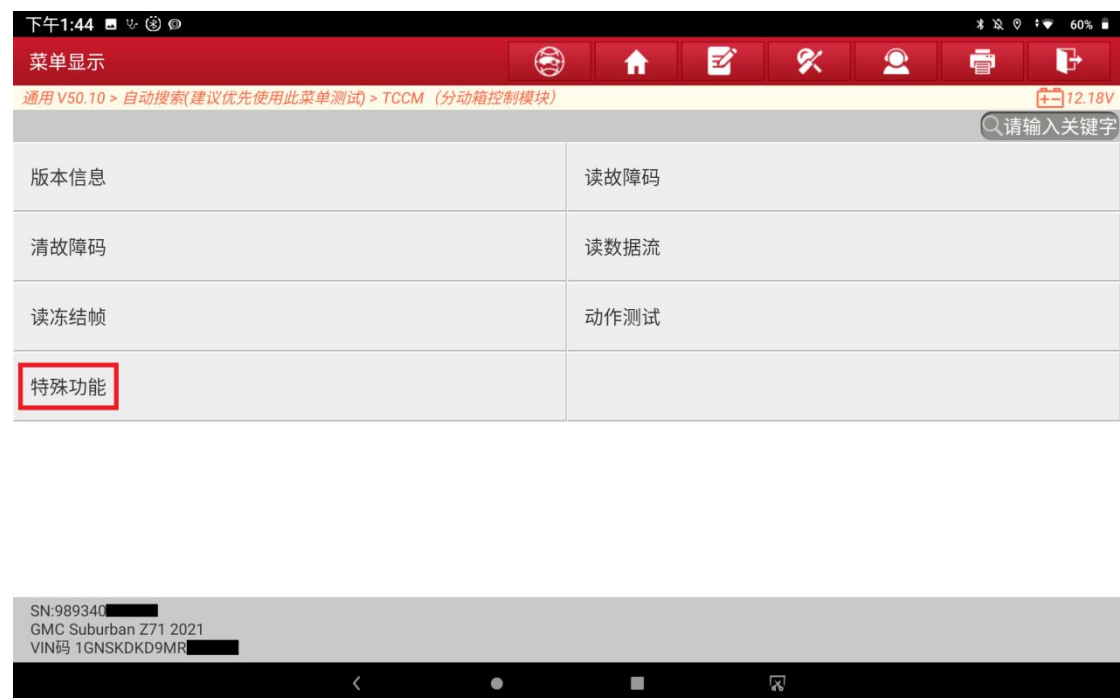 下午1:44
60%
菜单显示
通用 V50.10 > 自动搜索(建议优先使用此菜单测试) > TCCM（分动箱控制模块）
12.18V
请输入关键字
版本信息
读故障码
清故障码
读数据流
读冻结帧
动作测试
特殊功能
SN:989340
GMC Suburban Z71 2021
VIN码 1GNSKDKD9MR